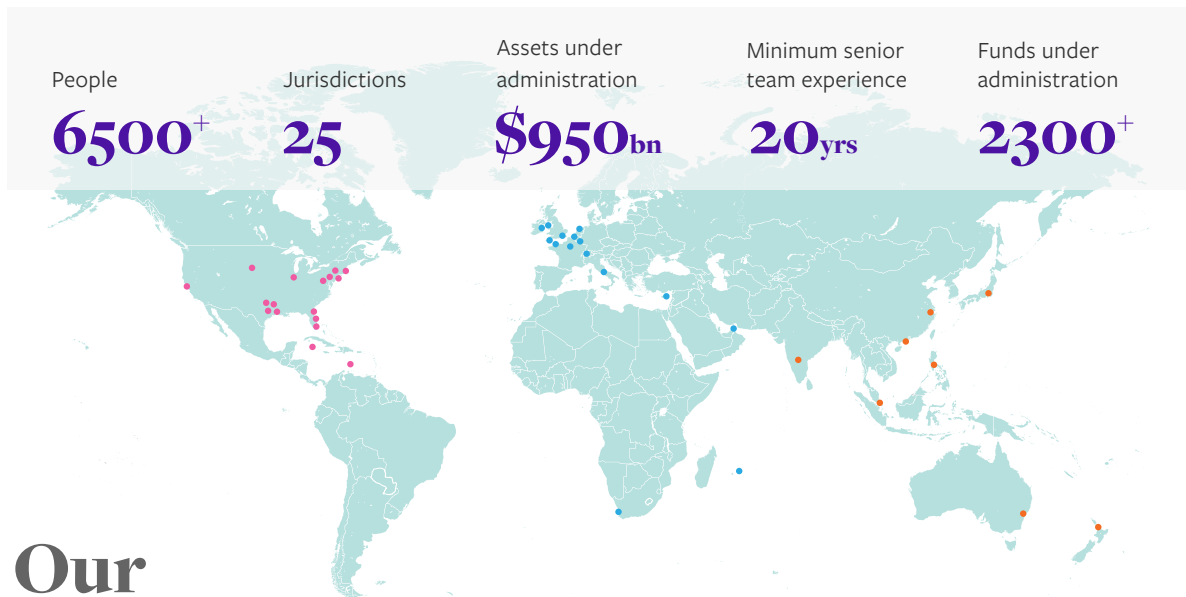 People
6500+
Jurisdictions
25
Assets under
administration
$950bn
Minimum senior
team experience
20yrs
Funds under
administration
2300+
Our